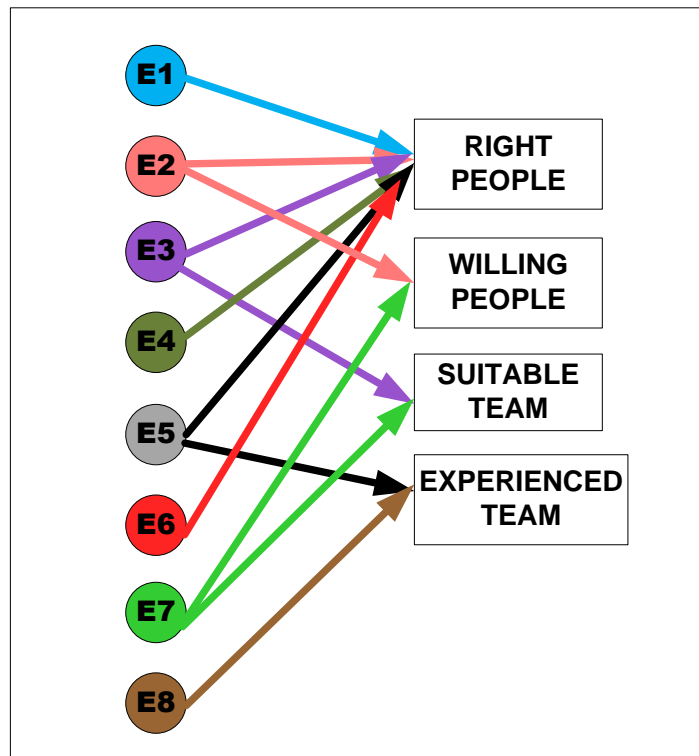 E1
E2
E3
E4
E5
E6
E7
E8
RIGHT
PEOPLE
WILLING
PEOPLE
SUITABLE
TEAM
EXPERIENCED
TEAM